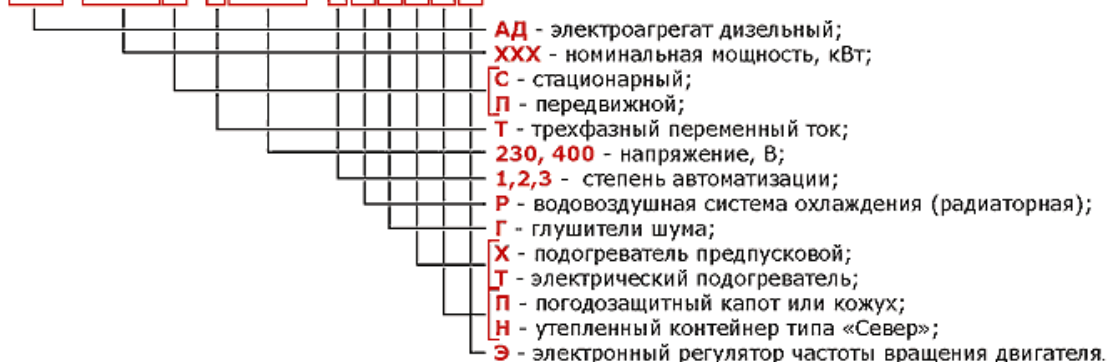 АД - электроагрегат дизельный;
ХХХ - номинальная мощность, кВт;
С - стационарный;
П - передвижной;
Т - трехфазный переменный ток;
230, 400 - напряжение, В;
1,2,3 - степень автоматизации;
Р - водовоздушная система охлаждения (радиаторная);
Г - глушители шума;
Х - подогреватель предпусковой;
Т - электрический подогреватель;
П - погодозащитный капот или кожух;
Н - утепленный контейнер типа «Север»;
Э - электронный регулятор частоты вращения двигателя